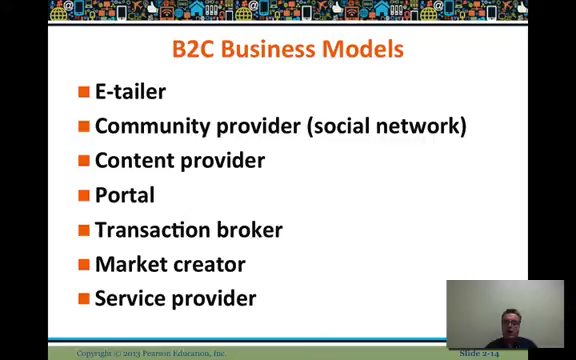 B2C Business Models
E-tailer
Community provider (social network)
Content provider
Portal
Transaction broker
Market creator
Service provider
Copyright © 2013 Pearson Education, Inc.
Slide 2-14